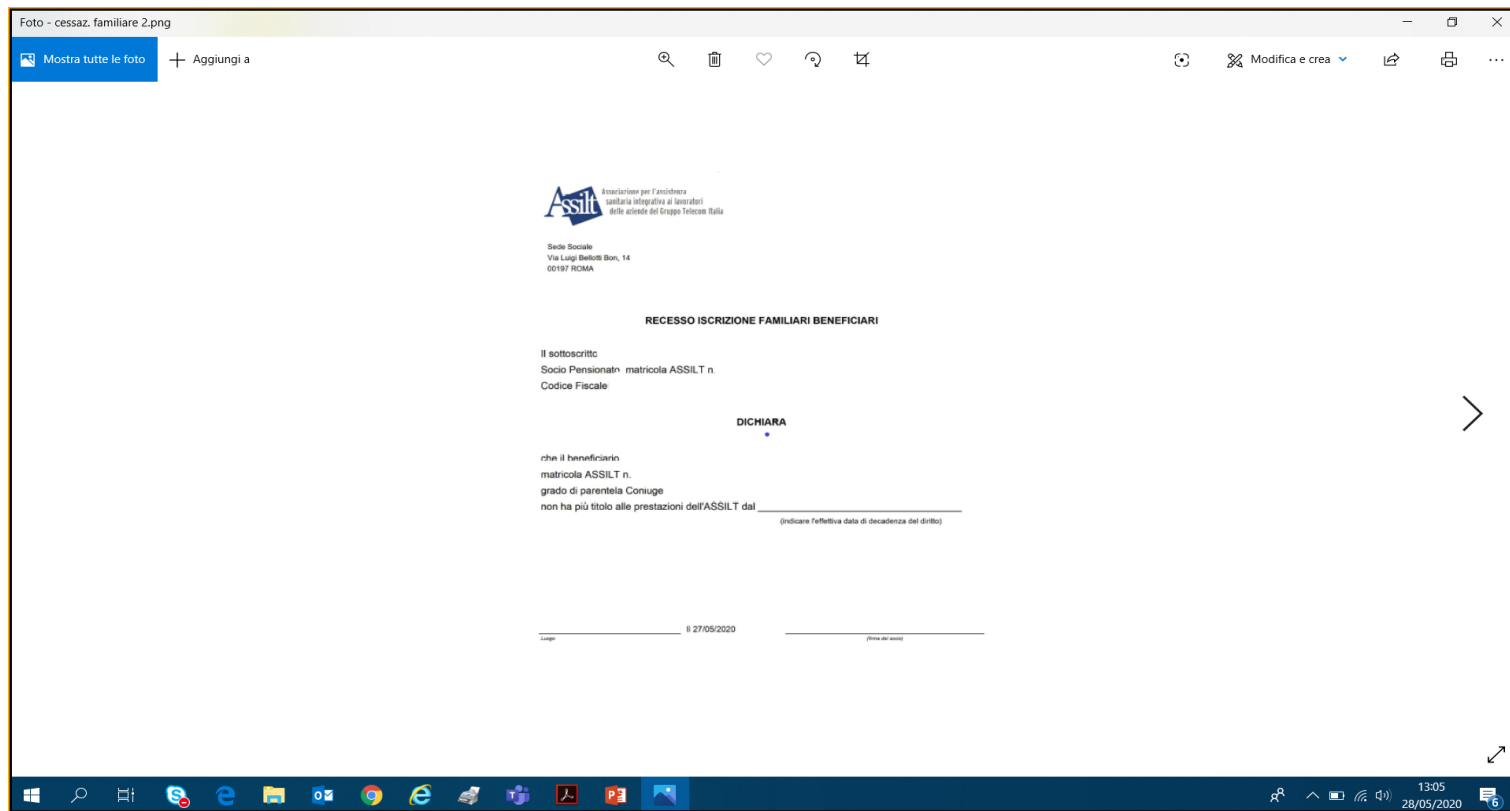 Foto - cessaz. familiare 2.png
Mostra tutte le foto
Aggiungi a
Modifica e crea
Assilt
Associazione per l'assistenza
sanitaria integrativa ai lavoratori
delle aziende del Gruppo Telecom Italia
Sede Sociale
Via Luigi Bellotti Bon, 14
00197 ROMA
RECESSO ISCRIZIONE FAMILIARI BENEFICIARI
Il sottoscritto
Socio Pensionato matricola ASSILT n.
Codice Fiscale
DICHIARA
che il beneficiario
matricola ASSILT n.
grado di parentela Coniuge
non ha più titolo alle prestazioni dell'ASSILT dal
(indicare l'effettiva data di decadenza del diritto)
lì 27/05/2020
Luogo
(firma del socio)
13:05
28/05/2020
6